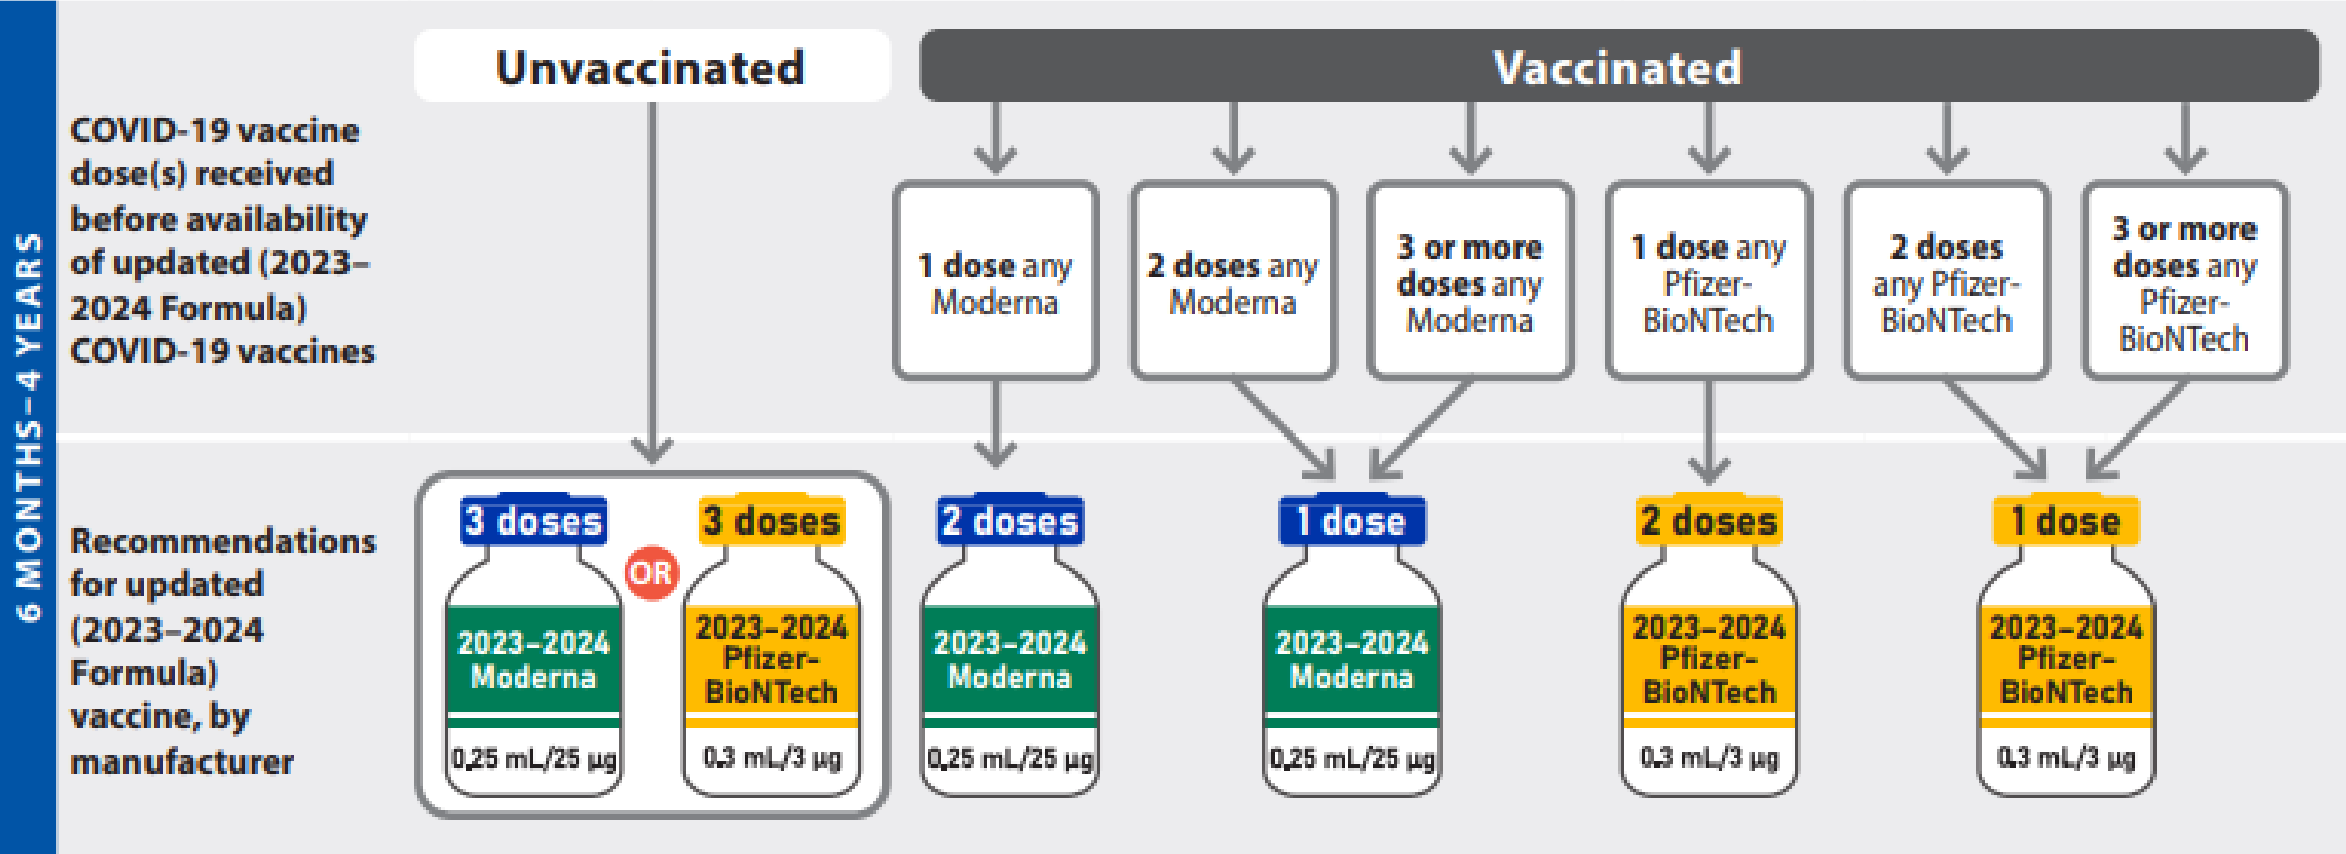 6 MONTHS–4 YEARS
Unvaccinated
Vaccinated
COVID-19 vaccine
dose(s) received
before availability
of updated (2023–
2024 Formula)
COVID-19 vaccines
1 dose any
Moderna
2 doses any
Moderna
3 or more
doses any
Moderna
1 dose any
Pfizer-
BioNTech
2 doses
any Pfizer-
BioNTech
3 or more
doses any
Pfizer-
BioNTech
Recommendations
for updated
(2023–2024
Formula)
vaccine, by
manufacturer
3 doses
2023–2024
Moderna
0.25 mL/25 µg
OR
3 doses
2023–2024
Pfizer-
BioNTech
0.3 mL/3 µg
2 doses
2023–2024
Moderna
0.25 mL/25 µg
1 dose
2023–2024
Moderna
0.25 mL/25 µg
2 doses
2023–2024
Pfizer-
BioNTech
0.3 mL/3 µg
1 dose
2023–2024
Pfizer-
BioNTech
0.3 mL/3 µg